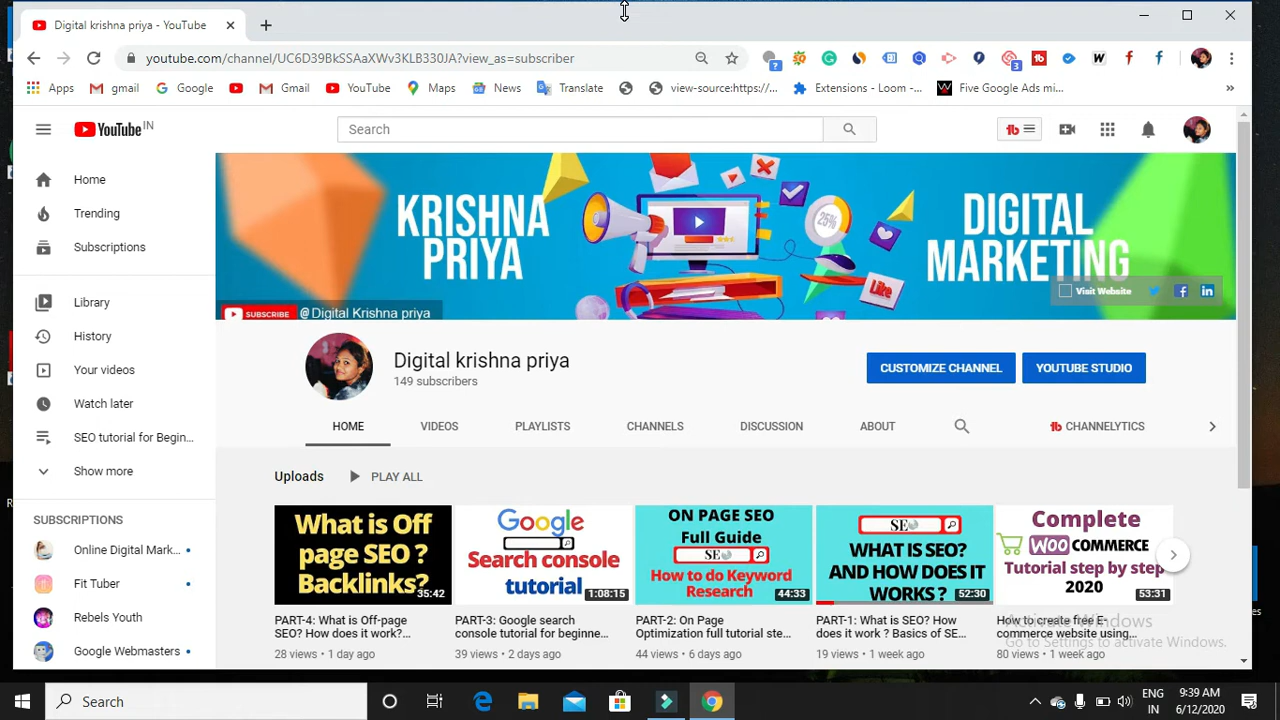 Digital krishna priya - YouTube
youtube.com/channel/UC6D39BkSSAaXWv3KLB330JA?view_as=subscriber
Apps gmail Google Gmail YouTube Maps News Translate view-source:https://... Extensions - Loom -... Five Google Ads mi... »
YouTube IN
Search
Home
Trending
Subscriptions
Library
History
Your videos
Watch later
SEO tutorial for Begin...
Show more
SUBSCRIPTIONS
Online Digital Mark...
Fit Tuber
Rebels Youth
Google Webmasters
KRISHNA
PRIYA
25%
Like
DIGITAL
MARKETING
Visit Website
SUBSCRIBE @Digital Krishna priya
Digital krishna priya
149 subscribers
CUSTOMIZE CHANNEL YOUTUBE STUDIO
HOME VIDEOS PLAYLISTS CHANNELS DISCUSSION ABOUT tb CHANNELYTICS
Uploads PLAY ALL
What is Off
page SEO ?
Backlinks?
35:42
Google
Search console
tutorial
1:08:15
ON PAGE SEO
Full Guide
SEO
How to do Keyword
Research
44:33
SEO
WHAT IS SEO?
AND HOW DOES IT
WORKS ?
52:30
Complete
WOO COMMERCE
Tutorial step by step
2020
53:31
PART-4: What is Off-page
SEO? How does it work?...
28 views • 1 day ago
PART-3: Google search
console tutorial for beginne...
39 views • 2 days ago
PART-2: On Page
Optimization full tutorial ste...
44 views • 6 days ago
PART-1: What is SEO? How
does it work ? Basics of SE...
19 views • 1 week ago
How to create free E-
commerce website using...
80 views • 1 week ago
Activate Windows
Go to Settings to activate Windows.
Search
ENG
IN
9:39 AM
6/12/2020